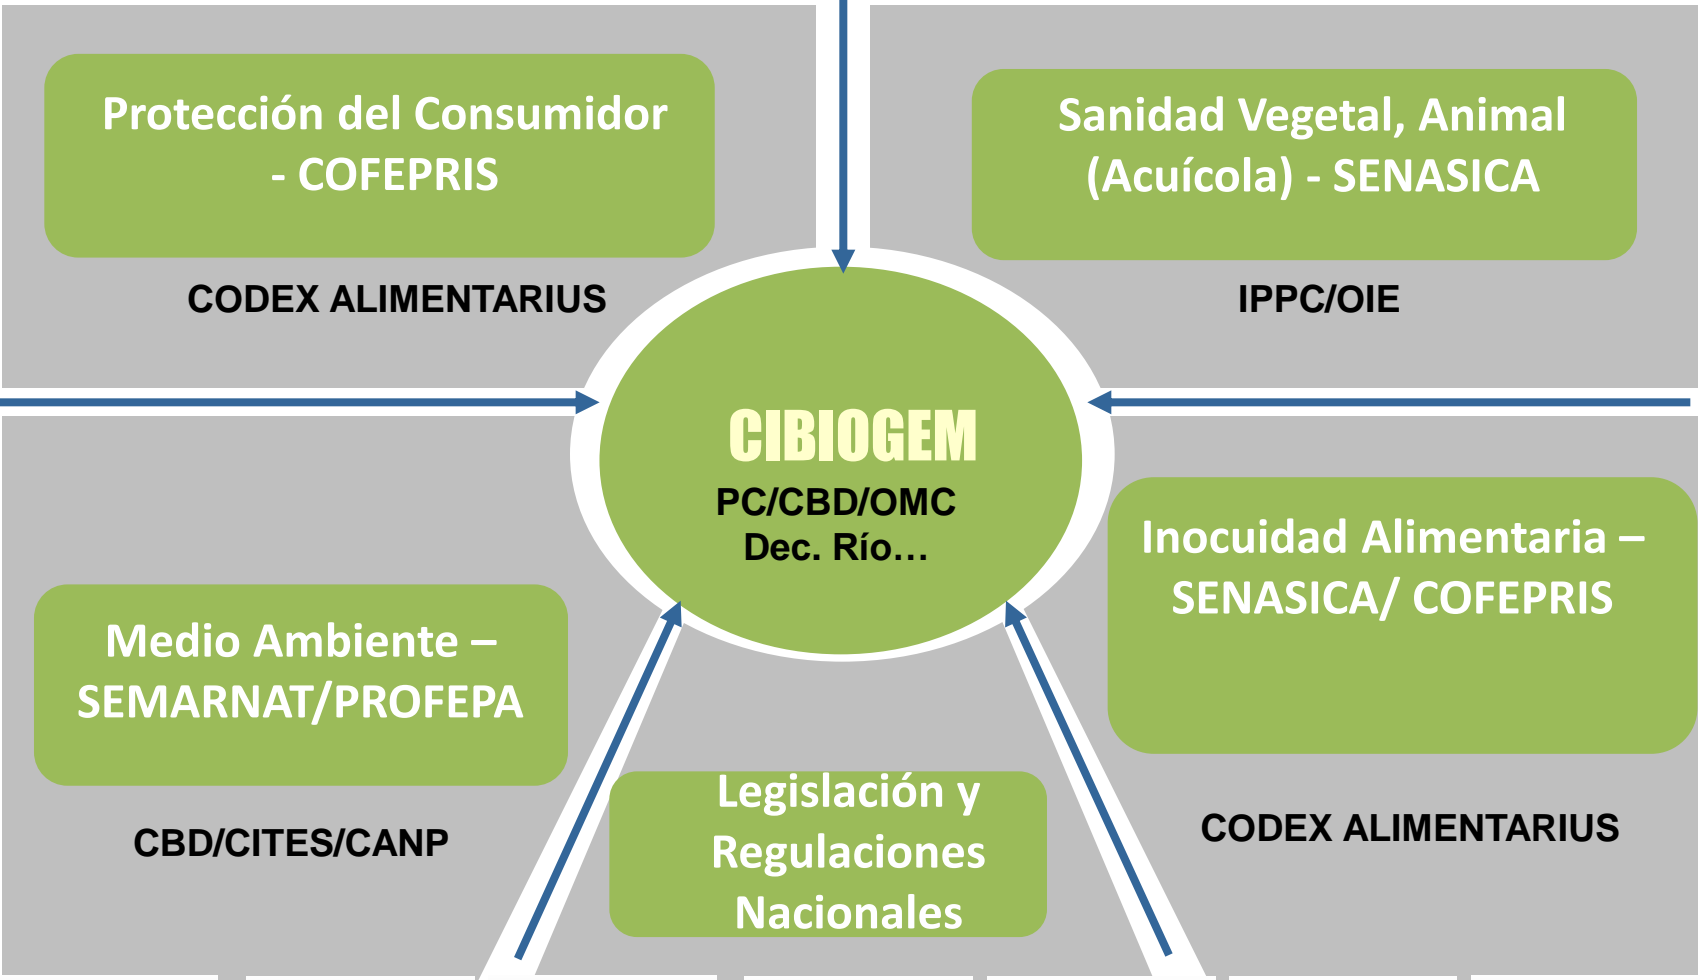 Protección del Consumidor
- COFEPRIS
CODEX ALIMENTARIUS
Sanidad Vegetal, Animal
(Acuícola) - SENASICA
IPPC/OIE
CIBIOGEM
PC/CBD/OMC
Dec. Río…
Medio Ambiente –
SEMARNAT/PROFEPA
CBD/CITES/CANP
Legislación y
Regulaciones
Nacionales
Inocuidad Alimentaria –
SENASICA/ COFEPRIS
CODEX ALIMENTARIUS